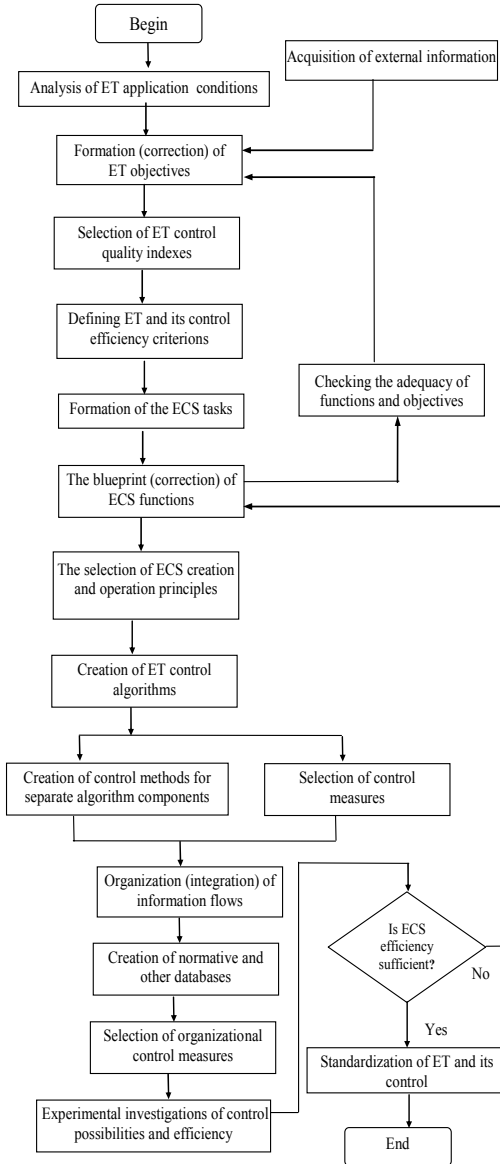 Begin
Acquisition of external information
Analysis of ET application conditions
Formation (correction) of
ET objectives
Selection of ET control
quality indexes
Defining ET and its control
efficiency criterions
Checking the adequacy of
functions and objectives
Formation of the ECS tasks
The blueprint (correction) of
ECS functions
The selection of ECS creation
and operation principles
Creation of ET control
algorithms
Creation of control methods for
separate algorithm components
Selection of control
measures
Organization (integration) of
information flows
Creation of normative and
other databases
Selection of organizational
control measures
Experimental investigations of control
possibilities and efficiency
Is ECS
efficiency
sufficient?
No
Yes
Standardization of ET and its
control
End